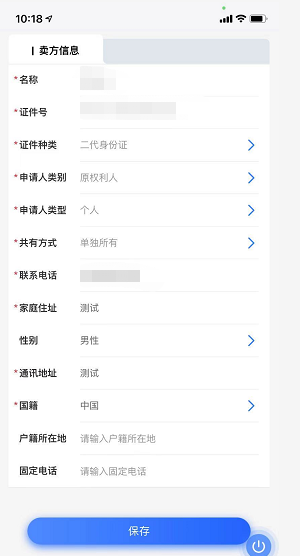 10:18
卖方信息
*名称
*证件号
*证件种类 二代身份证
*申请人类别 原权利人
*申请人类型 个人
*共有方式 单独所有
*联系电话
*家庭住址 测试
性别 男性
*通讯地址 测试
*国籍 中国
户籍所在地 请输入户籍所在地
固定电话 请输入固定电话
保存